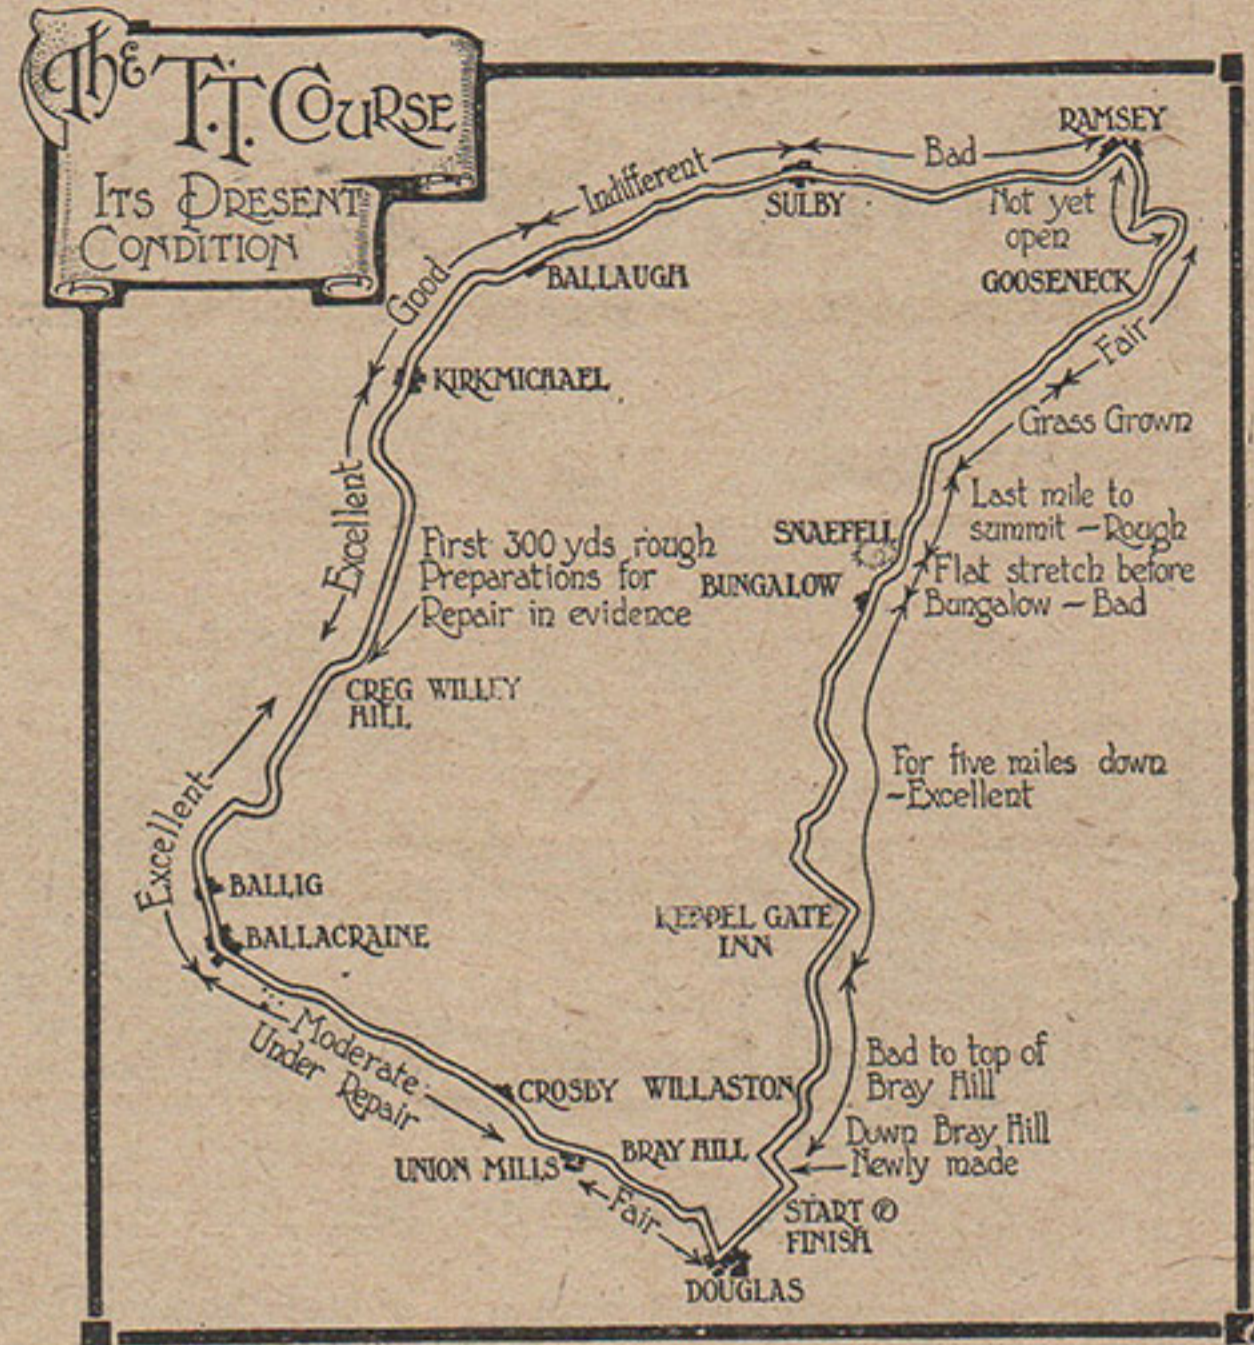 The T.T. COURSE
ITS PRESENT
CONDITION
RAMSEY
Bad
Indifferent
SULBY
Not yet
open
GOOSENECK
BALLAUGH
Good
Fair
KIRKMICHAEL
Grass Grown
Excellent
Last mile to
summit - Rough
SNAEFELL
First 300 yds rough
Preparations for
Repair in evidence
BUNGALOW
Flat stretch before
Bungalow - Bad
CREG WILLEY
HILL
For five miles down
- Excellent
Excellent
BALLIG
BALLACRAINE
KEPPEL GATE
INN
Moderate
Under Repair
Bad to top of
Bray Hill
CROSBY
WILLASTON
Down Bray Hill
Newly made
BRAY HILL
UNION MILLS
Fair
START &
FINISH
DOUGLAS